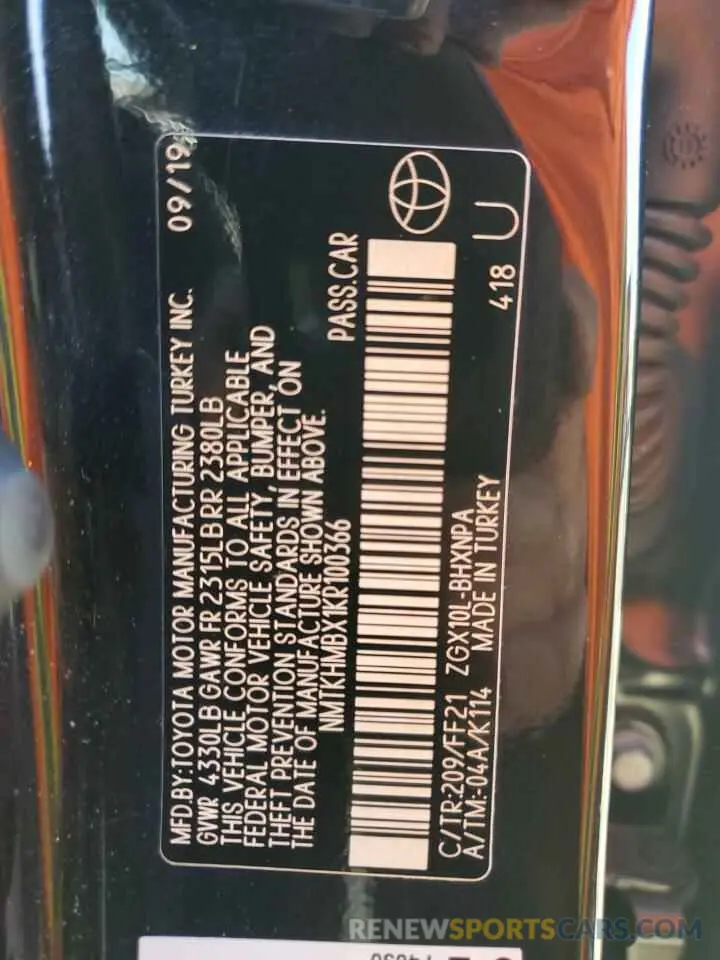 MFD.BY:TOYOTA MOTOR MANUFACTURING TURKEY INC. 09/19
GVWR 4330LB GAWR FR 2315LB RR 2380LB
THIS VEHICLE CONFORMS TO ALL APPLICABLE
FEDERAL MOTOR VEHICLE SAFETY, BUMPER, AND
THEFT PREVENTION STANDARDS IN EFFECT ON
THE DATE OF MANUFACTURE SHOWN ABOVE.
NMTKHMBX1KR100366 PASS.CAR
C/TR:209/FF21 ZGX10L-BHXNPA
A/TM:-04A/K114 MADE IN TURKEY 418 U
RENEWSPORTSCARS.COM